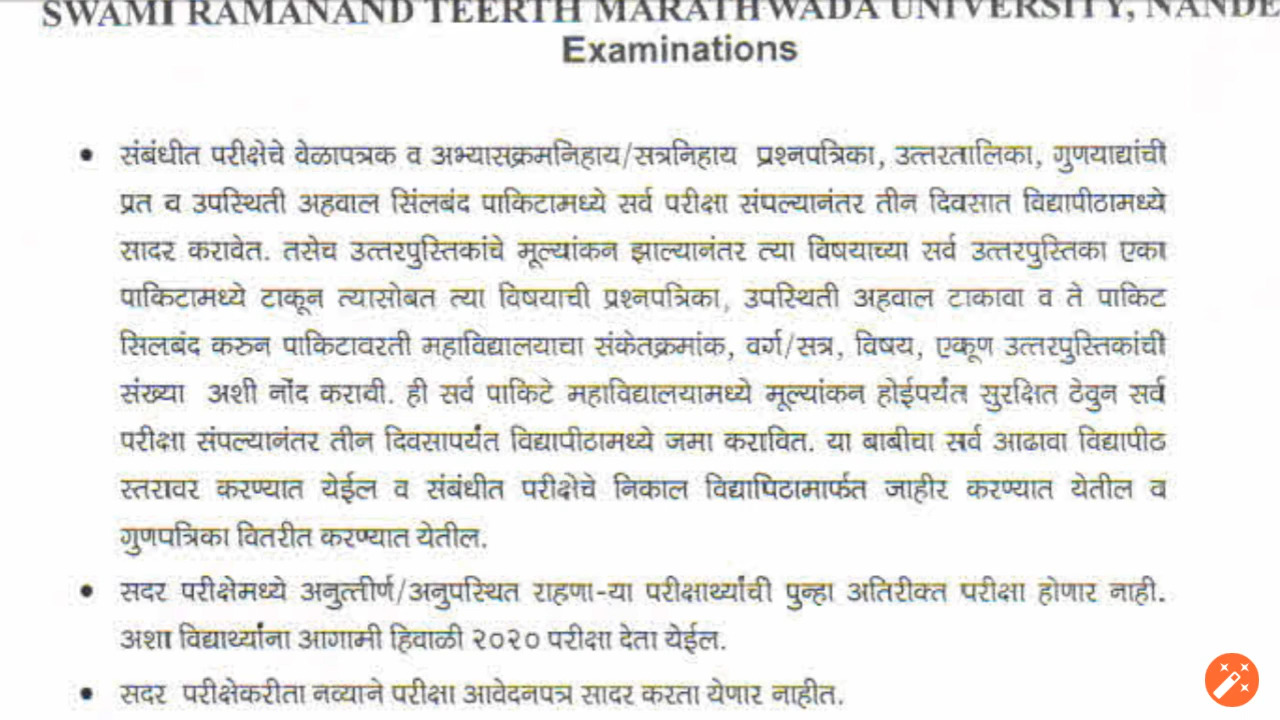 SWAMI RAMANAND TEERTH MARATHWADA UNIVERSITY, NANDE
Examinations
• संबंधीत परीक्षेचे वेळापत्रक व अभ्यासक्रमनिहाय/सत्रनिहाय प्रश्नपत्रिका, उत्तरतालिका, गुणयाद्यांची
प्रत व उपस्थिती अहवाल सिंलबंद पाकिटामध्ये सर्व परीक्षा संपल्यानंतर तीन दिवसात विद्यापीठामध्ये
सादर करावेत. तसेच उत्तरपुस्तिकांचे मूल्यांकन झाल्यानंतर त्या विषयाच्या सर्व उत्तरपुस्तिका एका
पाकिटामध्ये टाकून त्यासोबत त्या विषयाची प्रश्नपत्रिका, उपस्थिती अहवाल टाकावा व ते पाकिट
सिलबंद करुन पाकिटावरती महाविद्यालयाचा संकेतक्रमांक, वर्ग/सत्र, विषय, एकूण उत्तरपुस्तिकांची
संख्या अशी नोंद करावी. ही सर्व पाकिटे महाविद्यालयामध्ये मूल्यांकन होईपर्यंत सुरक्षित ठेवुन सर्व
परीक्षा संपल्यानंतर तीन दिवसापर्यंत विद्यापीठामध्ये जमा करावित. या बाबीचा सर्व आढावा विद्यापीठ
स्तरावर करण्यात येईल व संबंधीत परीक्षेचे निकाल विद्यापिठामार्फत जाहीर करण्यात येतील व
गुणपत्रिका वितरीत करण्यात येतील.
• सदर परीक्षेमध्ये अनुत्तीर्ण/अनुपस्थित राहणा-या परीक्षार्थ्यांची पुन्हा अतिरीक्त परीक्षा होणार नाही.
अशा विद्यार्थ्यांना आगामी हिवाळी २०२० परीक्षा देता येईल.
• सदर परीक्षेकरीता नव्याने परीक्षा आवेदनपत्र सादर करता येणार नाहीत.